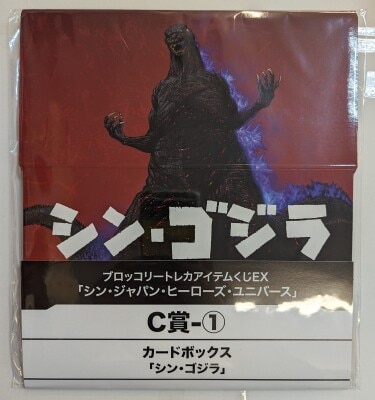 シン・ゴジラ
ブロッコリートレカアイテムくじEX
「シン・ジャパン・ヒーローズ・ユニバース」
C賞-①
カードボックス
「シン・ゴジラ」